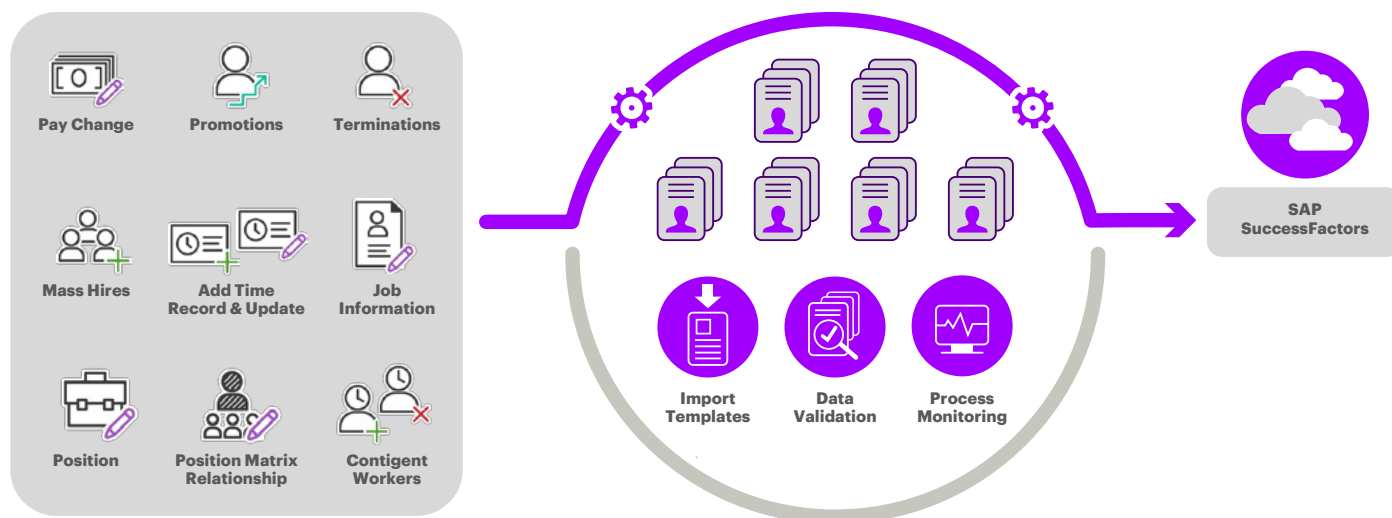 Pay Change
Promotions
Terminations
Mass Hires
Add Time
Record & Update
Job
Information
Position
Position Matrix
Relationship
Contigent
Workers
Import
Templates
Data
Validation
Process
Monitoring
SAP
SuccessFactors